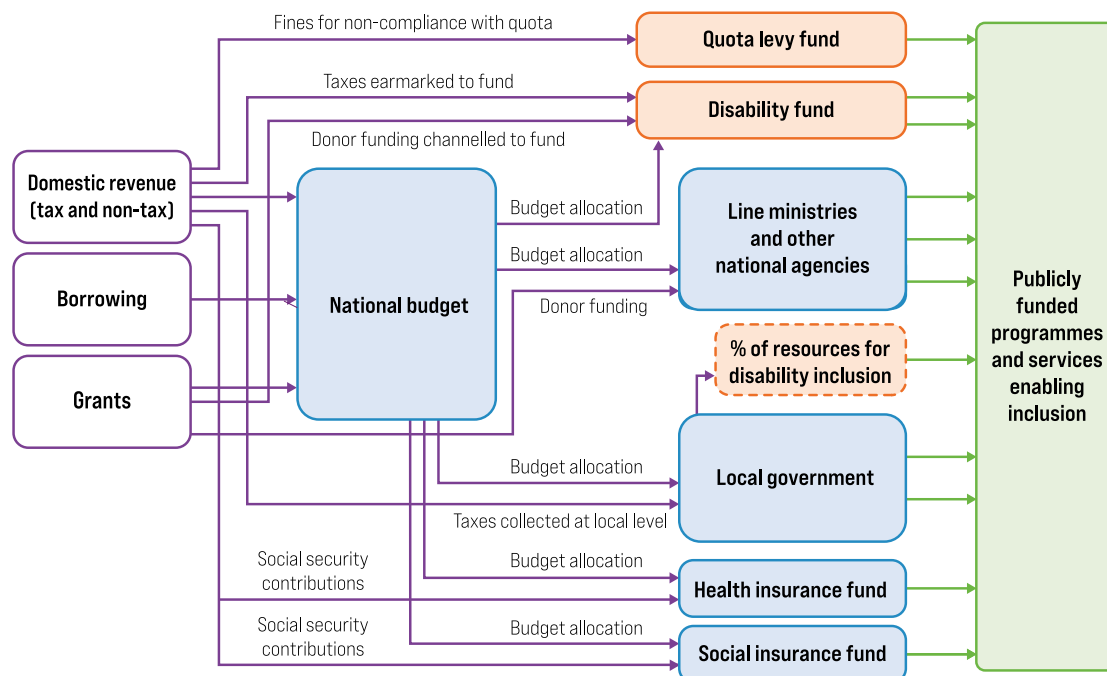 Fines for non-compliance with quota
Quota levy fund
Taxes earmarked to fund
Disability fund
Donor funding channelled to fund
Domestic revenue
(tax and non-tax)
Budget allocation
Line ministries
and other
national agencies
Budget allocation
Borrowing
National budget
Donor funding
Publicly
funded
programmes
and services
enabling
inclusion
% of resources for
disability inclusion
Grants
Budget allocation
Local government
Taxes collected at local level
Social security
contributions
Budget allocation
Health insurance fund
Social security
contributions
Budget allocation
Social insurance fund